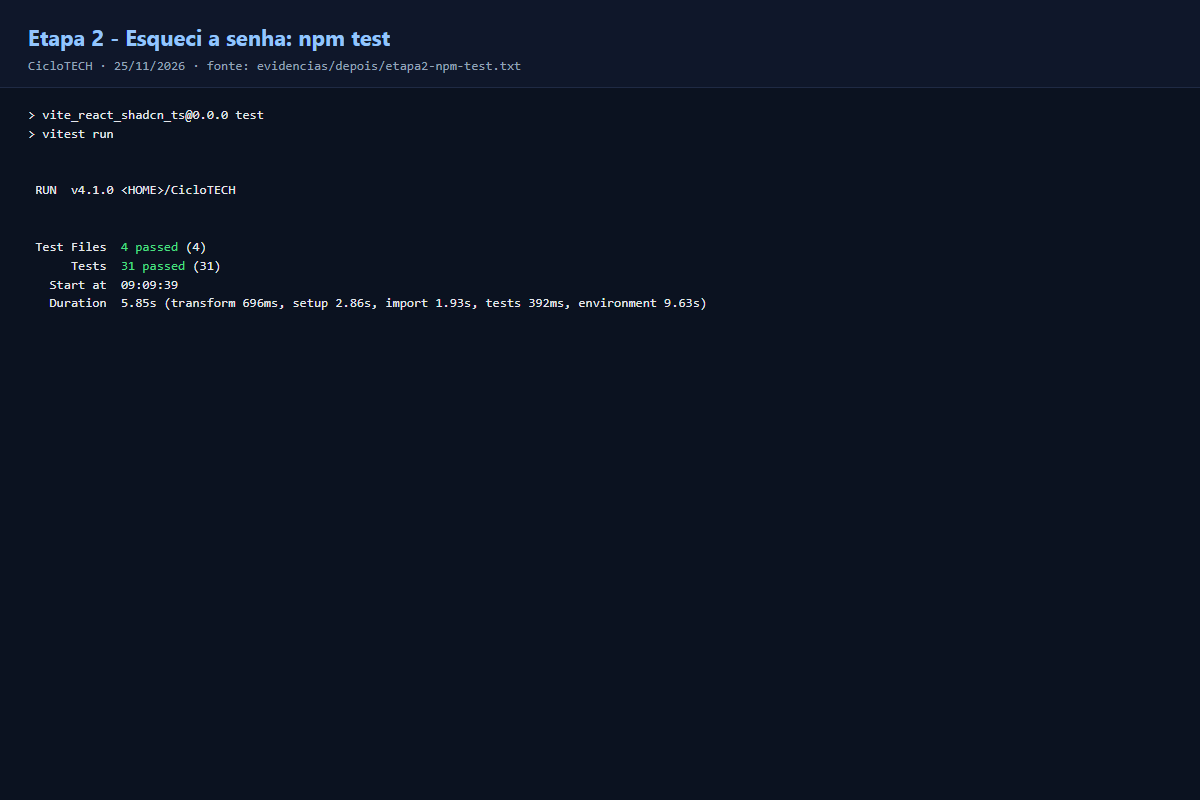 Etapa 2 - Esqueci a senha: npm test
CicloTECH · 25/11/2026 · fonte: evidencias/depois/etapa2-npm-test.txt
> vite_react_shadcn_ts@0.0.0 test
> vitest run
RUN  v4.1.0 <HOME>/CicloTECH
Test Files  4 passed (4)
Tests  31 passed (31)
Start at  09:09:39
Duration  5.85s (transform 696ms, setup 2.86s, import 1.93s, tests 392ms, environment 9.63s)